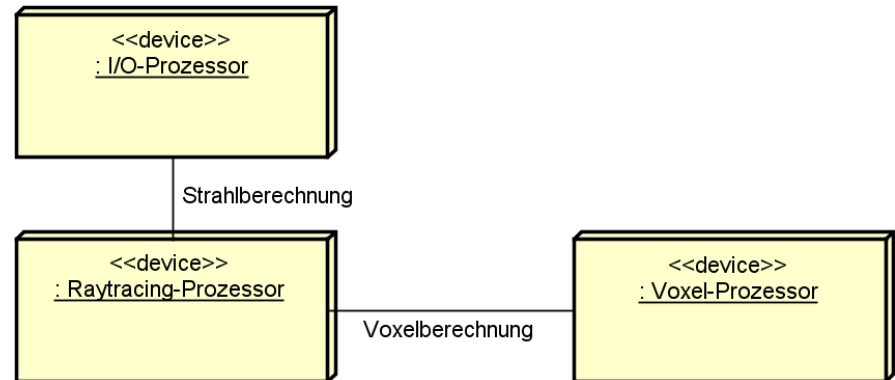 <<device>>
: I/O-Prozessor
Strahlberechnung
<<device>>
: Raytracing-Prozessor
Voxelberechnung
<<device>>
: Voxel-Prozessor